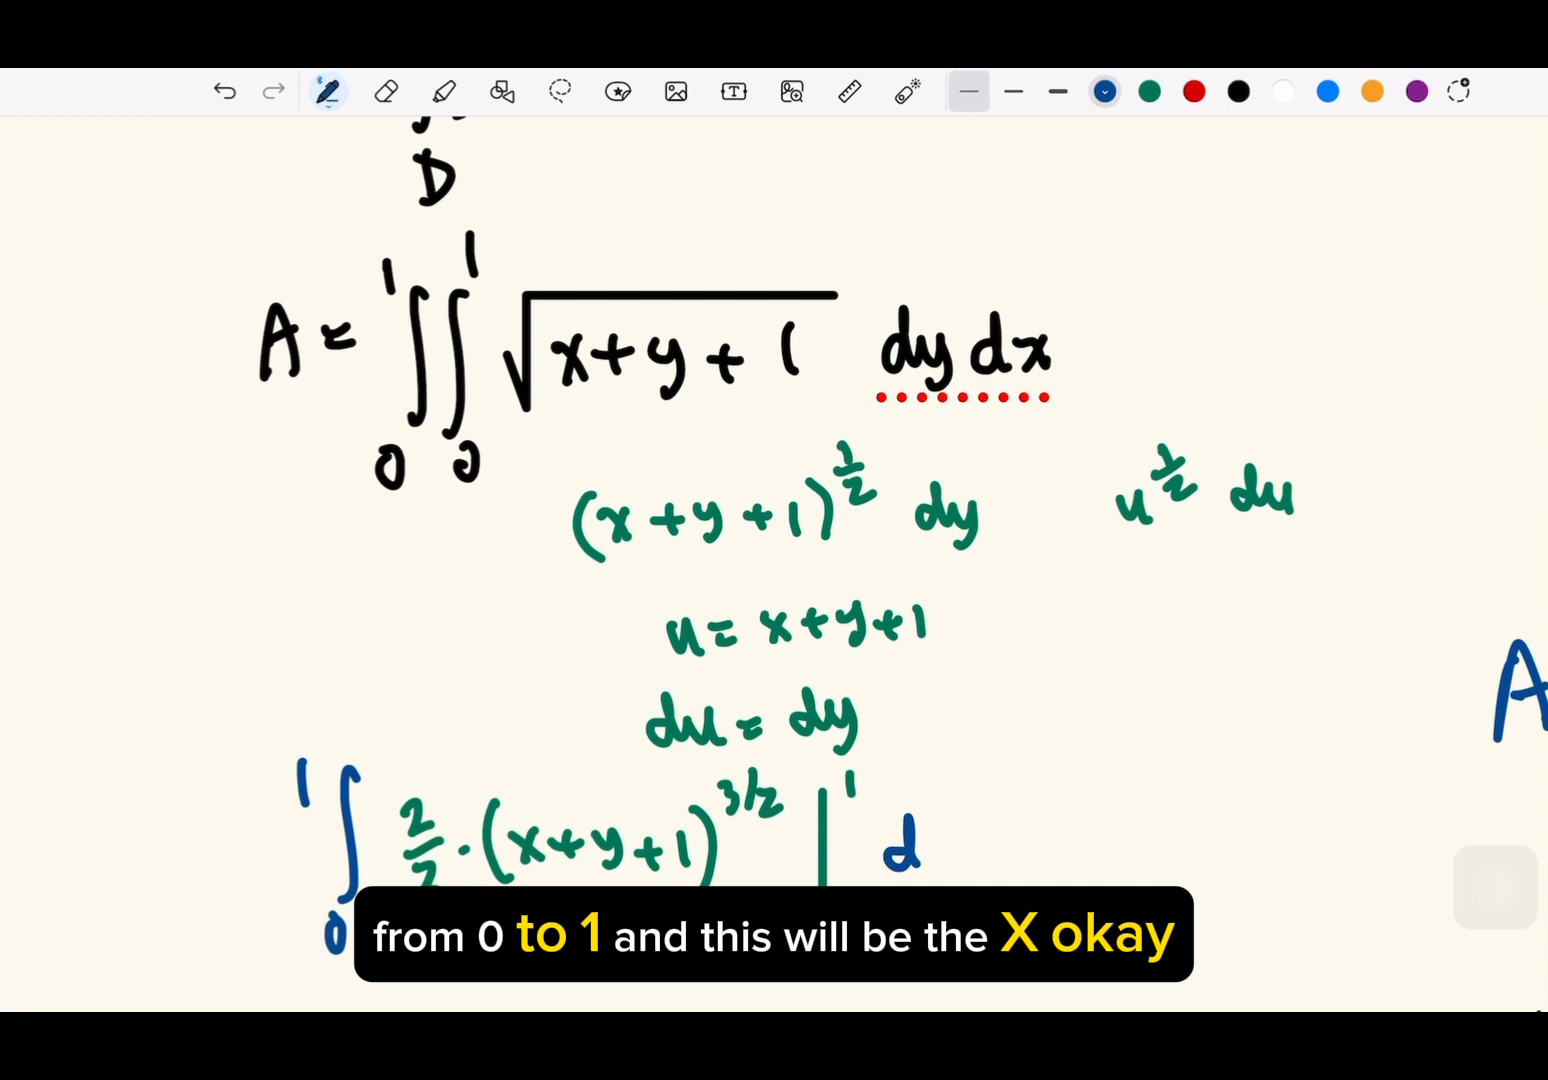 D
A = ∫₀¹ ∫₀¹ √(x+y+1) dy dx
(x+y+1)^{1/2} dy u^{1/2} du
u = x+y+1
du = dy
A
∫₀¹ 2/ · (x+y+1)^{3/2} |¹ d
from 0 to 1 and this will be the X okay